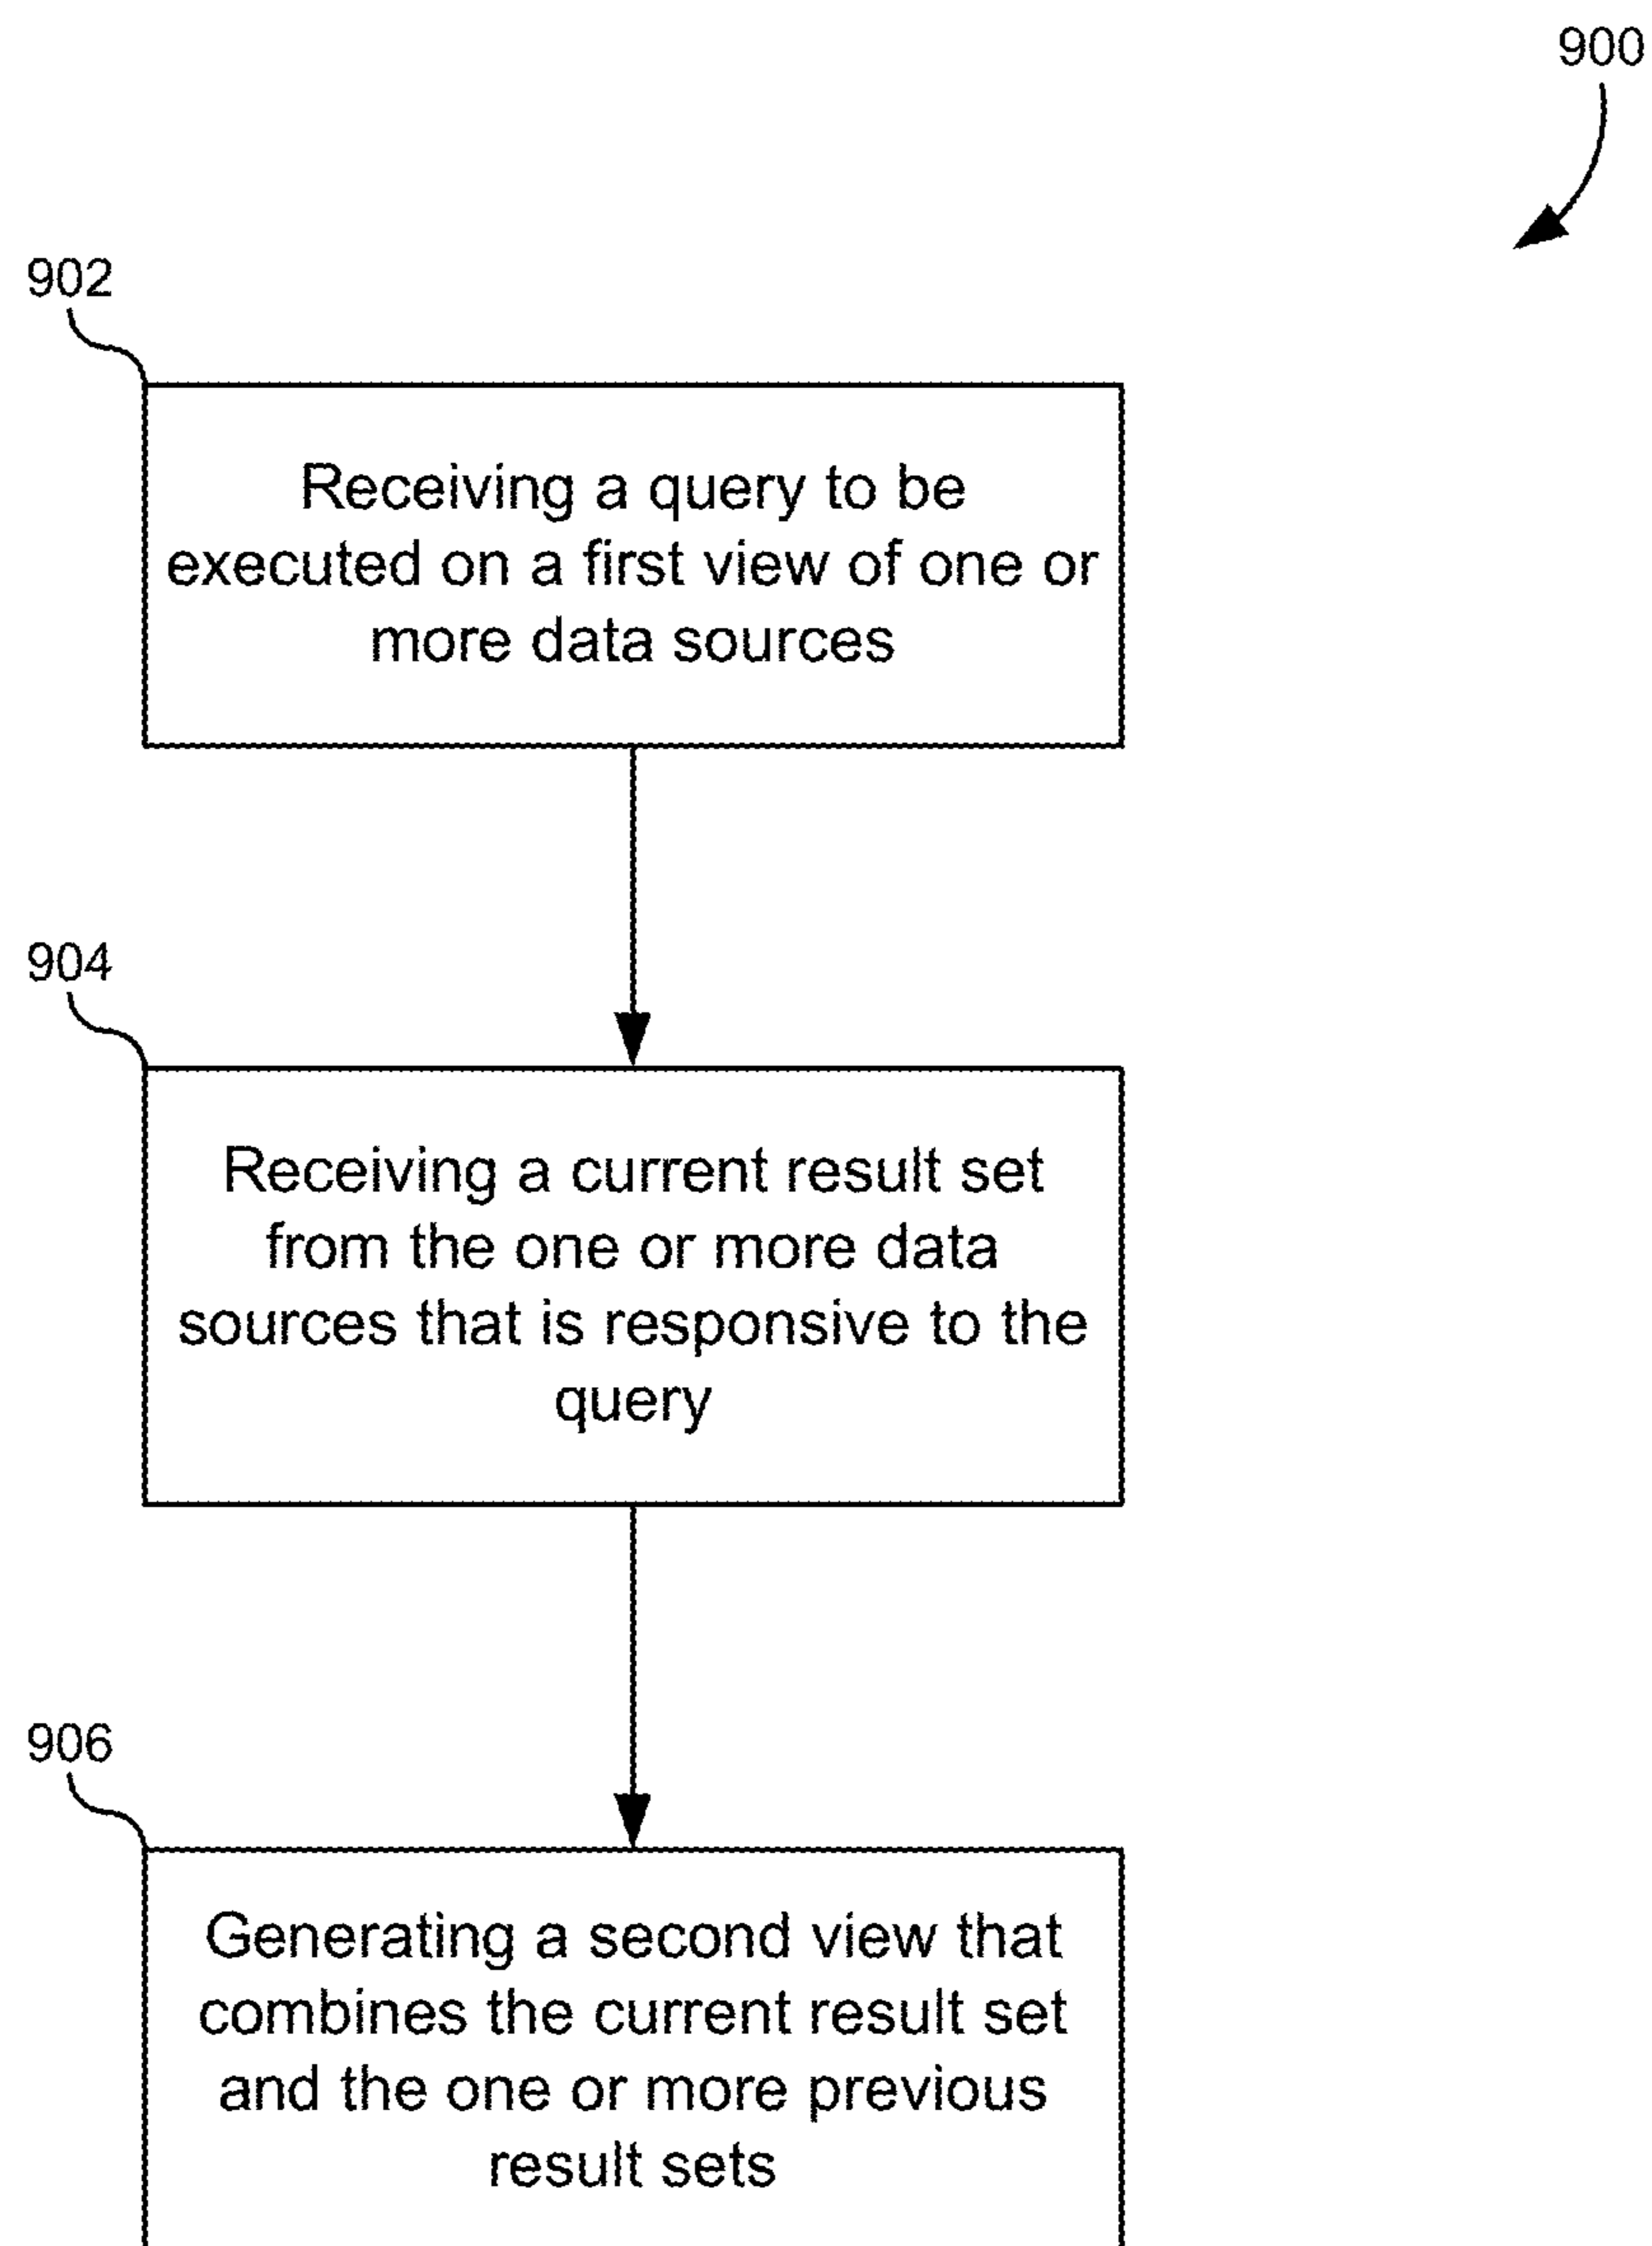 900
902
Receiving a query to be
executed on a first view of one or
more data sources
904
Receiving a current result set
from the one or more data
sources that is responsive to the
query
906
Generating a second view that
combines the current result set
and the one or more previous
result sets